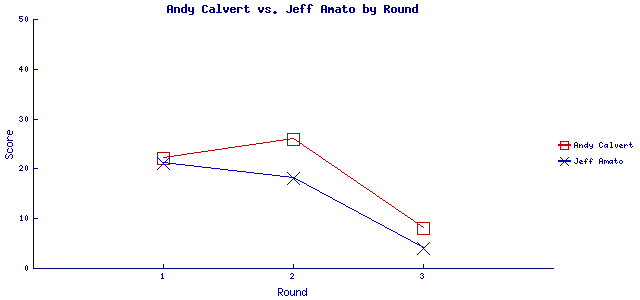 Andy Calvert vs. Jeff Amato by Round
50
40
30
20
10
0
Score
1 2 3
Round
Andy Calvert
Jeff Amato